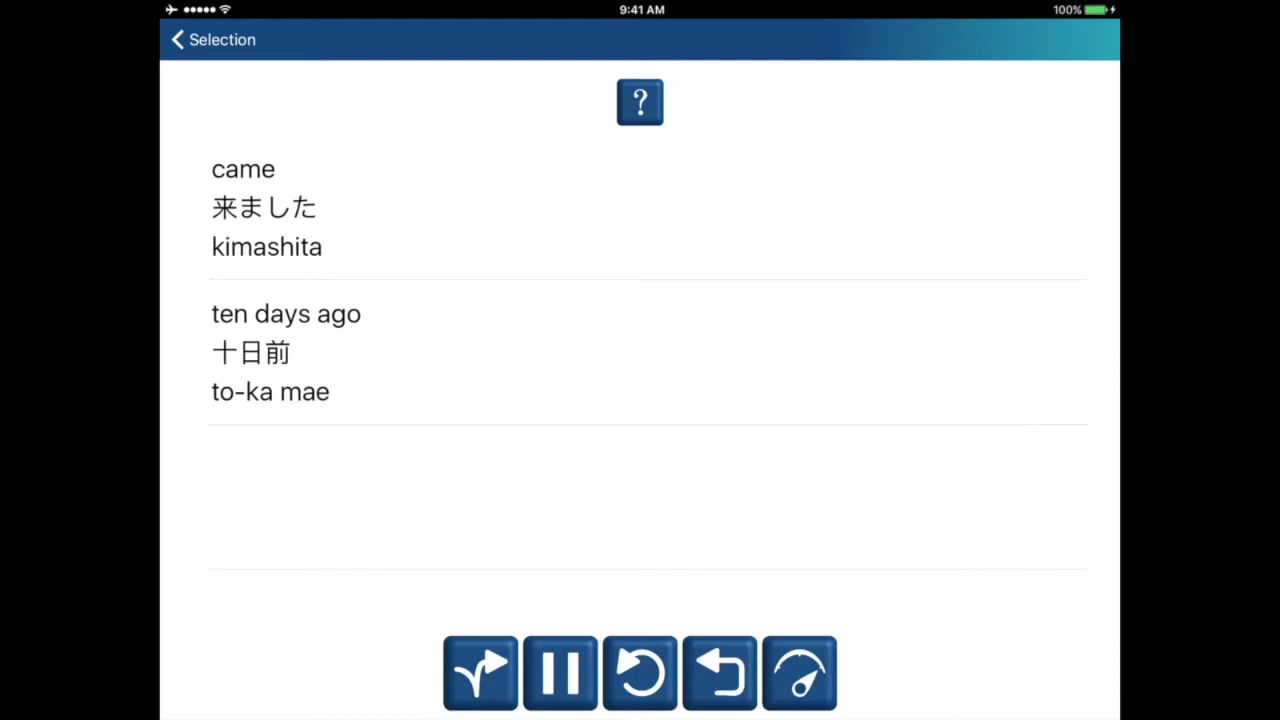 9:41 AM
100%
Selection
?
came
来ました
kimashita
ten days ago
十日前
to-ka mae